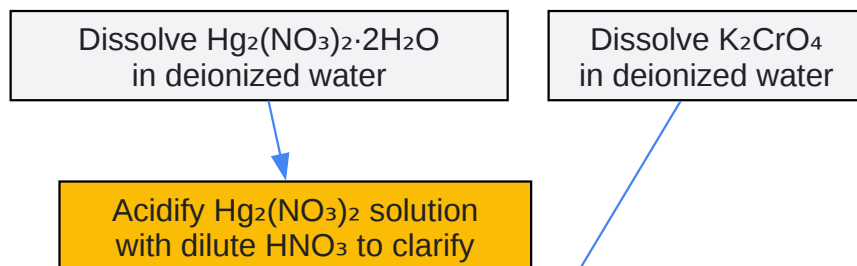 Dissolve Hg₂(NO₃)₂·2H₂O
in deionized water
Dissolve K₂CrO₄
in deionized water
Acidify Hg₂(NO₃)₂ solution
with dilute HNO₃ to clarify